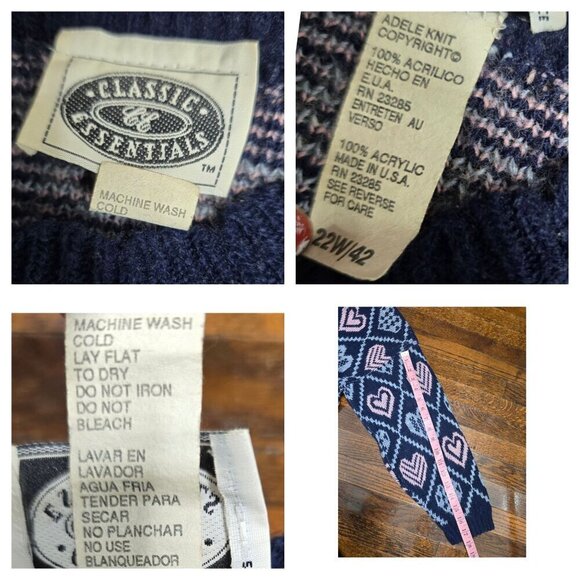 CLASSIC
ESSENTIALS
TM
MACHINE WASH
COLD
ADELE KNIT
COPYRIGHT©
100% ACRILICO
HECHO EN
E.U.A.
RN 23285
ENTRETEN AU
VERSO
100% ACRYLIC
MADE IN U.S.A.
RN 23285
SEE REVERSE
FOR CARE
22W/42
MACHINE WASH
COLD
LAY FLAT
TO DRY
DO NOT IRON
DO NOT
BLEACH
LAVAR EN
LAVADOR
AGUA FRIA
TENDER PARA
SECAR
NO PLANCHAR
NO USE
BLANQUEADOR